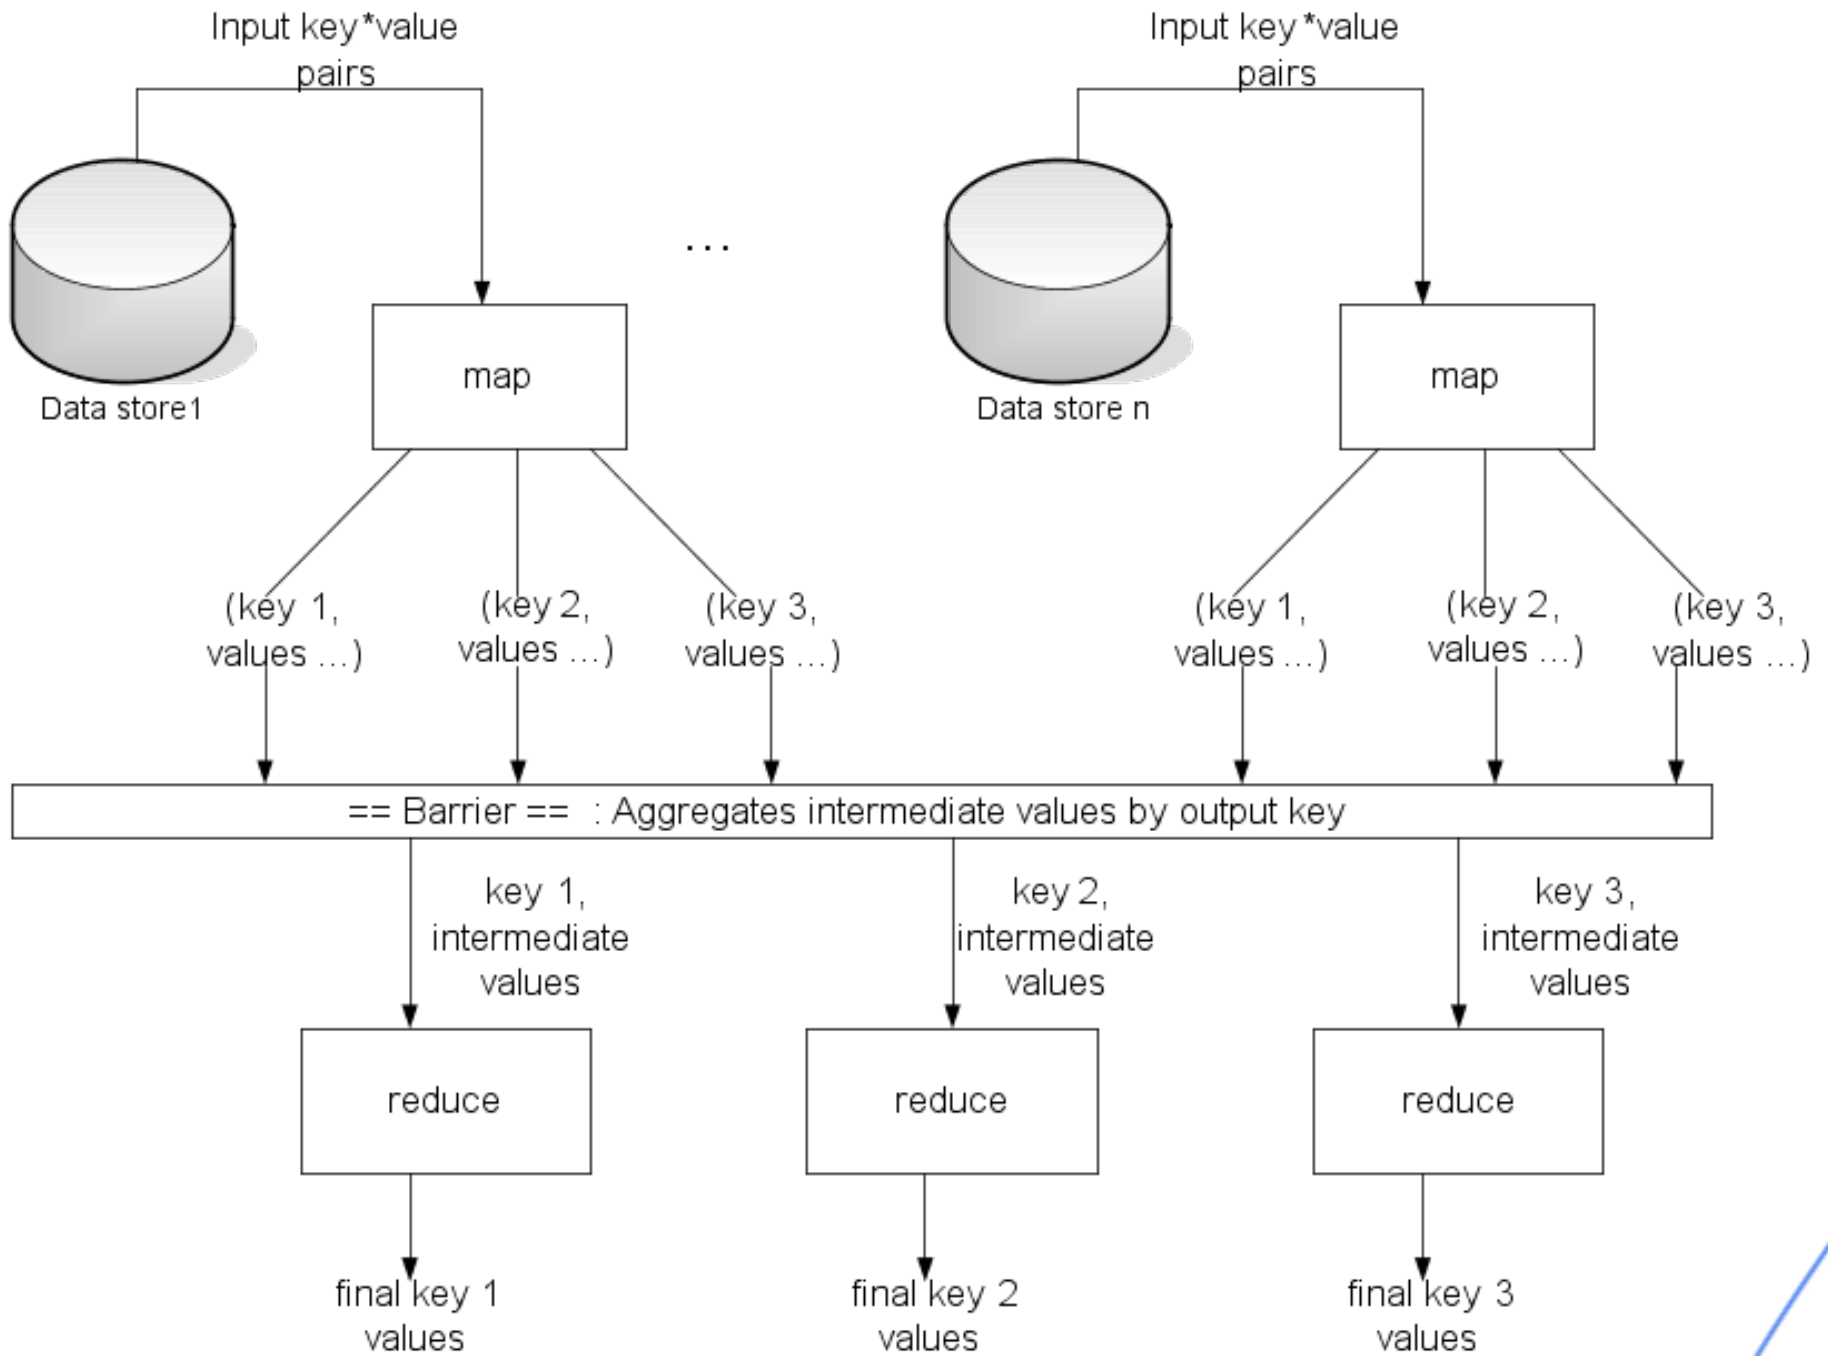 Input key*value
pairs
Input key*value
pairs
...
Data store1
map
Data store n
map
(key 1,
values ...)
(key 2,
values ...)
(key 3,
values ...)
(key 1,
values ...)
(key 2,
values ...)
(key 3,
values ...)
== Barrier == : Aggregates intermediate values by output key
key 1,
intermediate
values
key 2,
intermediate
values
key 3,
intermediate
values
reduce
reduce
reduce
final key 1
values
final key 2
values
final key 3
values